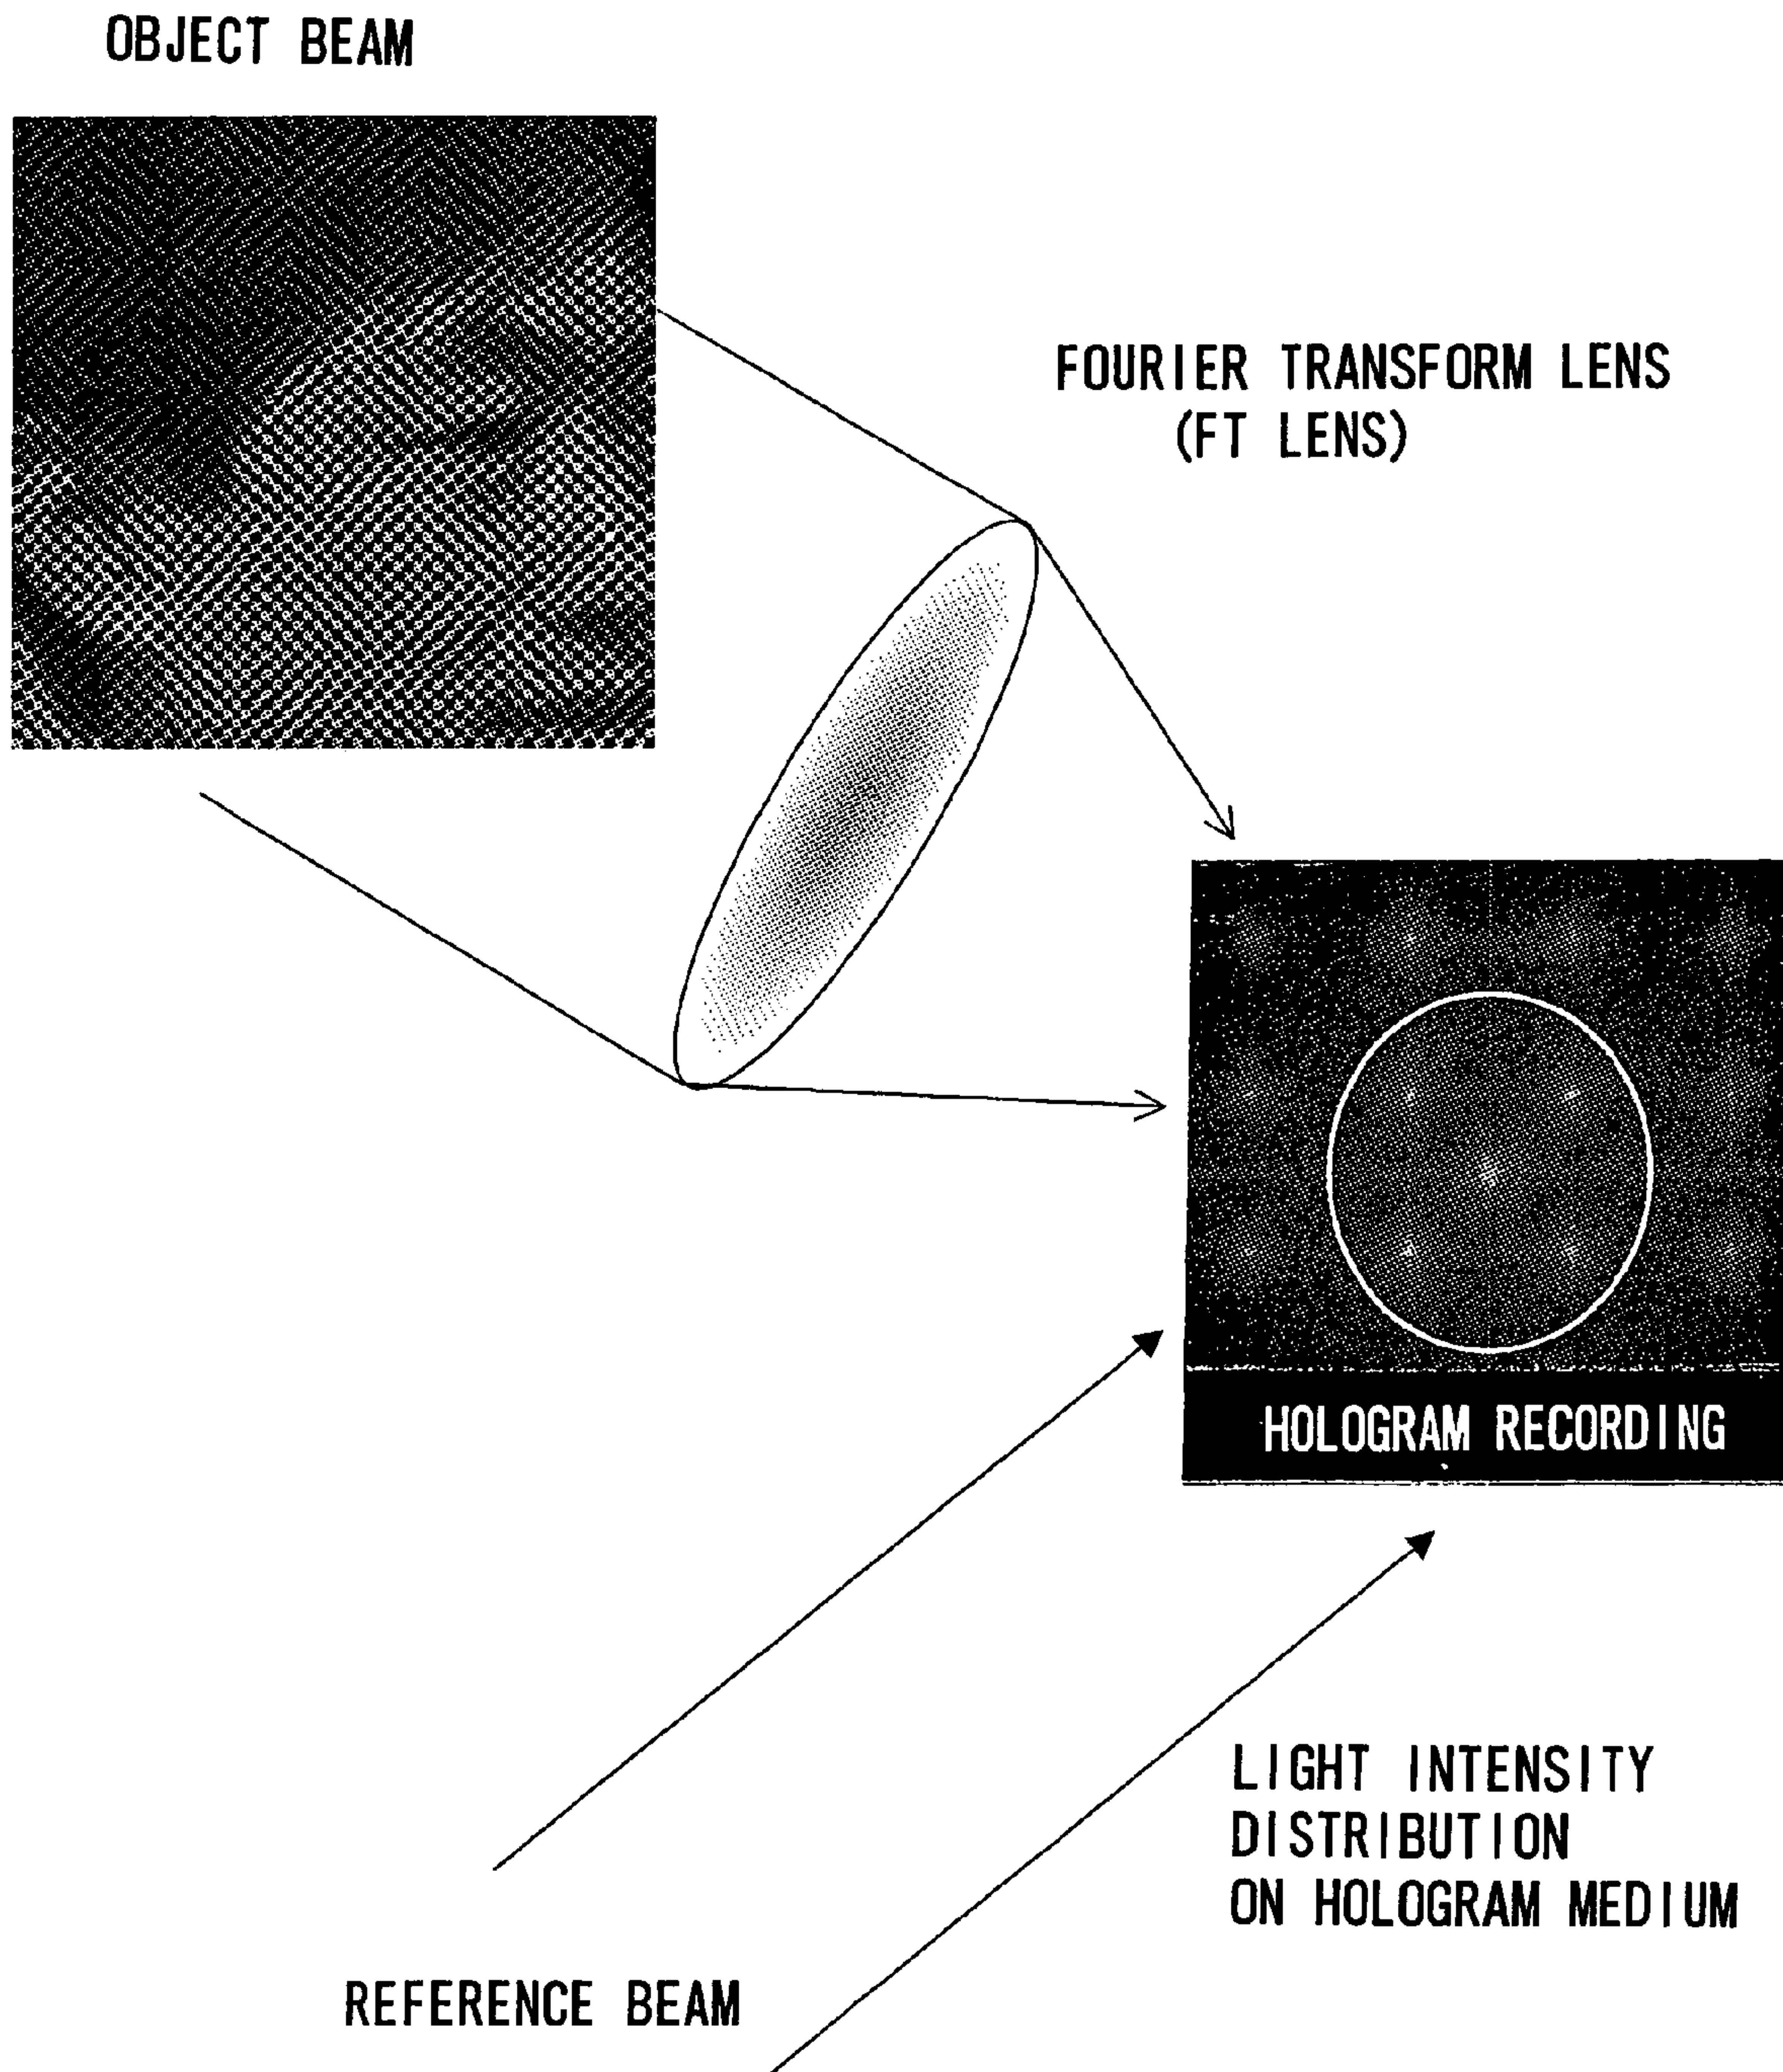 OBJECT BEAM
FOURIER TRANSFORM LENS
(FT LENS)
HOLOGRAM RECORDING
LIGHT INTENSITY
DISTRIBUTION
ON HOLOGRAM MEDIUM
REFERENCE BEAM